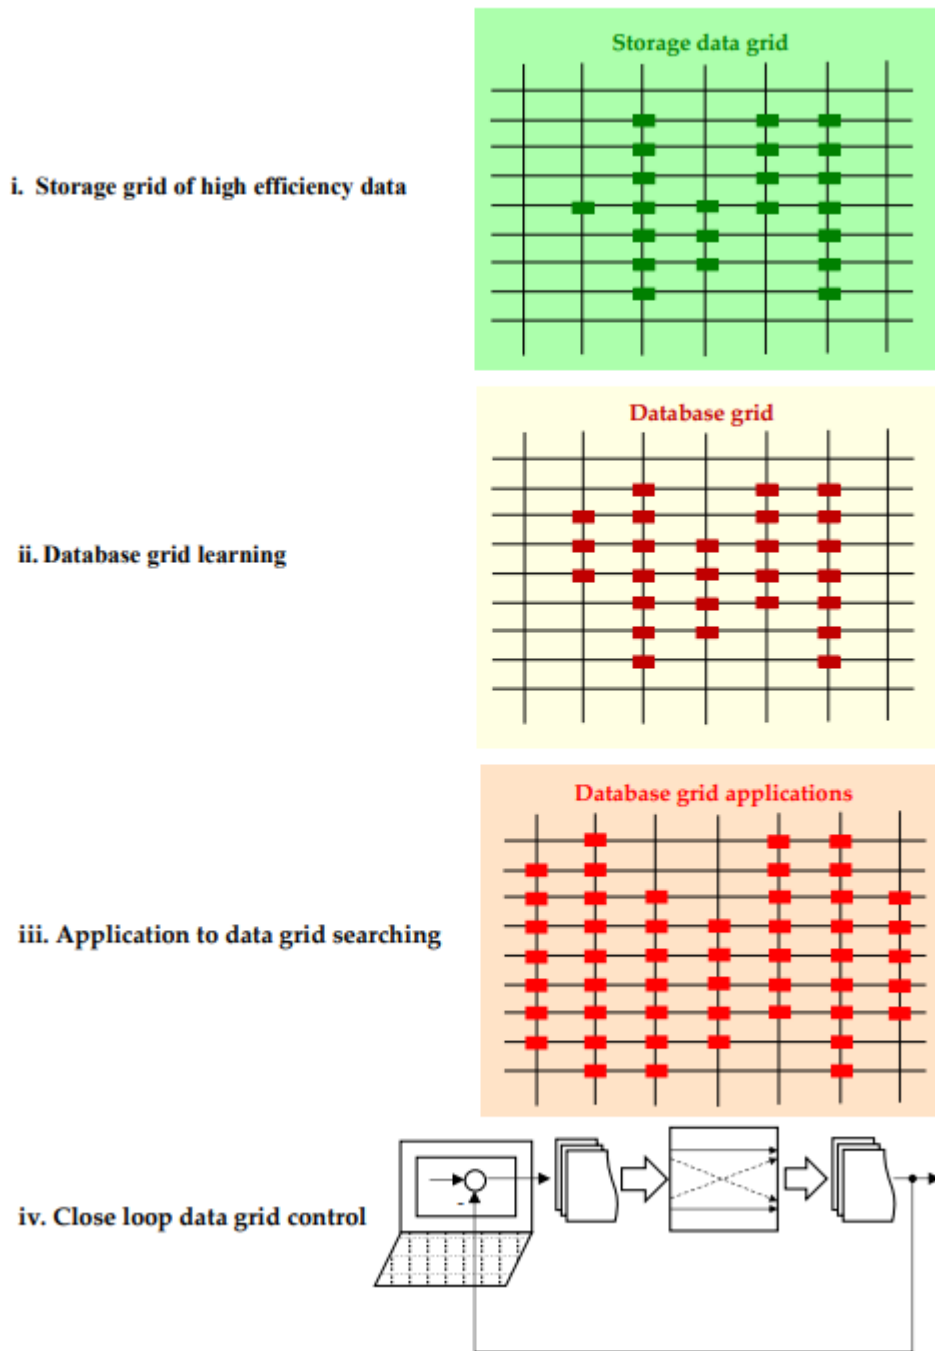 Storage data grid
i. Storage grid of high efficiency data
Database grid
ii. Database grid learning
Database grid applications
iii. Application to data grid searching
iv. Close loop data grid control
-